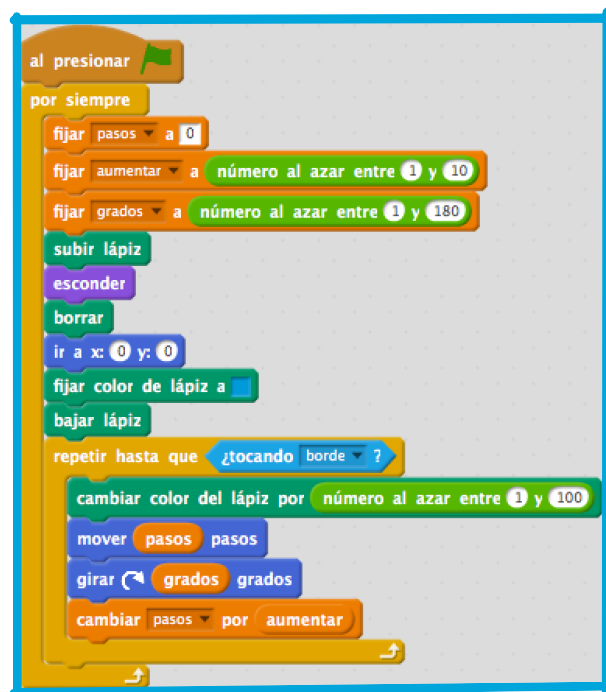 al presionar
por siempre
fijar pasos a 0
fijar aumentar a número al azar entre 1 y 10
fijar grados a número al azar entre 1 y 180
subir lápiz
esconder
borrar
ir a x: 0 y: 0
fijar color de lápiz a
bajar lápiz
repetir hasta que ¿tocando borde ?
cambiar color del lápiz por número al azar entre 1 y 100
mover pasos pasos
girar grados grados
cambiar pasos por aumentar